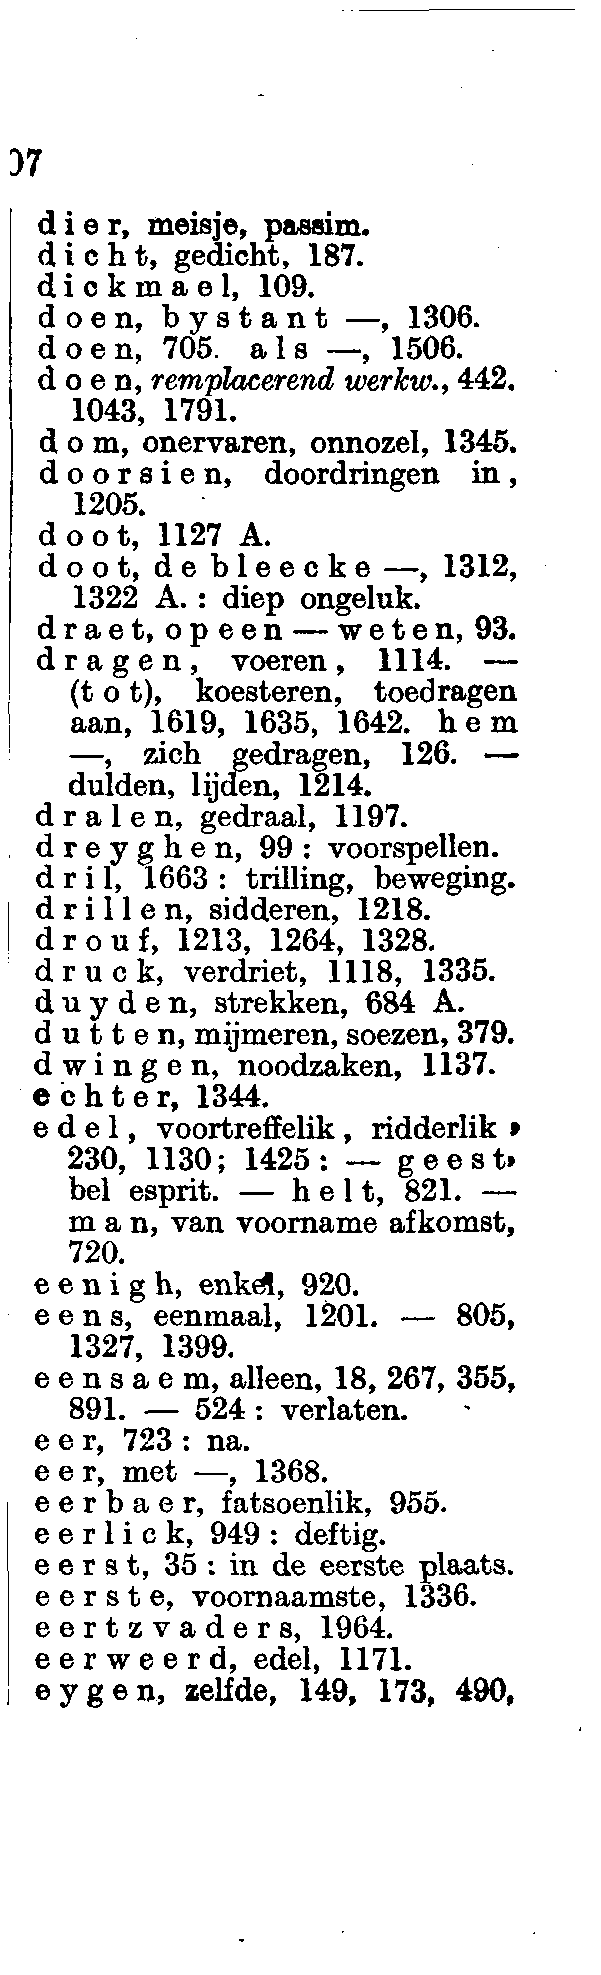 07
dier, meisje, passim.
dicht, gedicht, 187.
dickmael, 109.
doen, bystant —, 1306.
doen, 705. als —, 1506.
doen, remplacerend werkw., 442.
1043, 1791.
dom, onervaren, onnozel, 1345.
doorsien, doordringen in,
1205.
doot, 1127 A.
doot, de bleecke —, 1312,
1322 A. : diep ongeluk.
draet, op een — weten, 93.
dragen, voeren, 1114. —
(tot), koesteren, toedragen
aan, 1619, 1635, 1642. hem
—, zich gedragen, 126. —
dulden, lijden, 1214.
dralen, gedraal, 1197.
dreyghen, 99 : voorspellen.
dril, 1663 : trilling, beweging.
drillen, sidderen, 1218.
drouf, 1213, 1264, 1328.
druck, verdriet, 1118, 1335.
duyden, strekken, 684 A.
dutten, mijmeren, soezen, 379.
dwingen, noodzaken, 1137.
echter, 1344.
edel, voortreffelik, ridderlik,
230, 1130; 1425 : — geest,
bel esprit. — helt, 821. —
man, van voorname afkomst,
720.
eenigh, enkel, 920.
eens, eenmaal, 1201. — 805,
1327, 1399.
eensaem, alleen, 18, 267, 355,
891. — 524 : verlaten.
eer, 723 : na.
eer, met —, 1368.
eerbaer, fatsoenlik, 955.
eerlick, 949 : deftig.
eerst, 35 : in de eerste plaats.
eerste, voornaamste, 1336.
eertzvaders, 1964.
eerweerd, edel, 1171.
eygen, zelfde, 149, 173, 490,